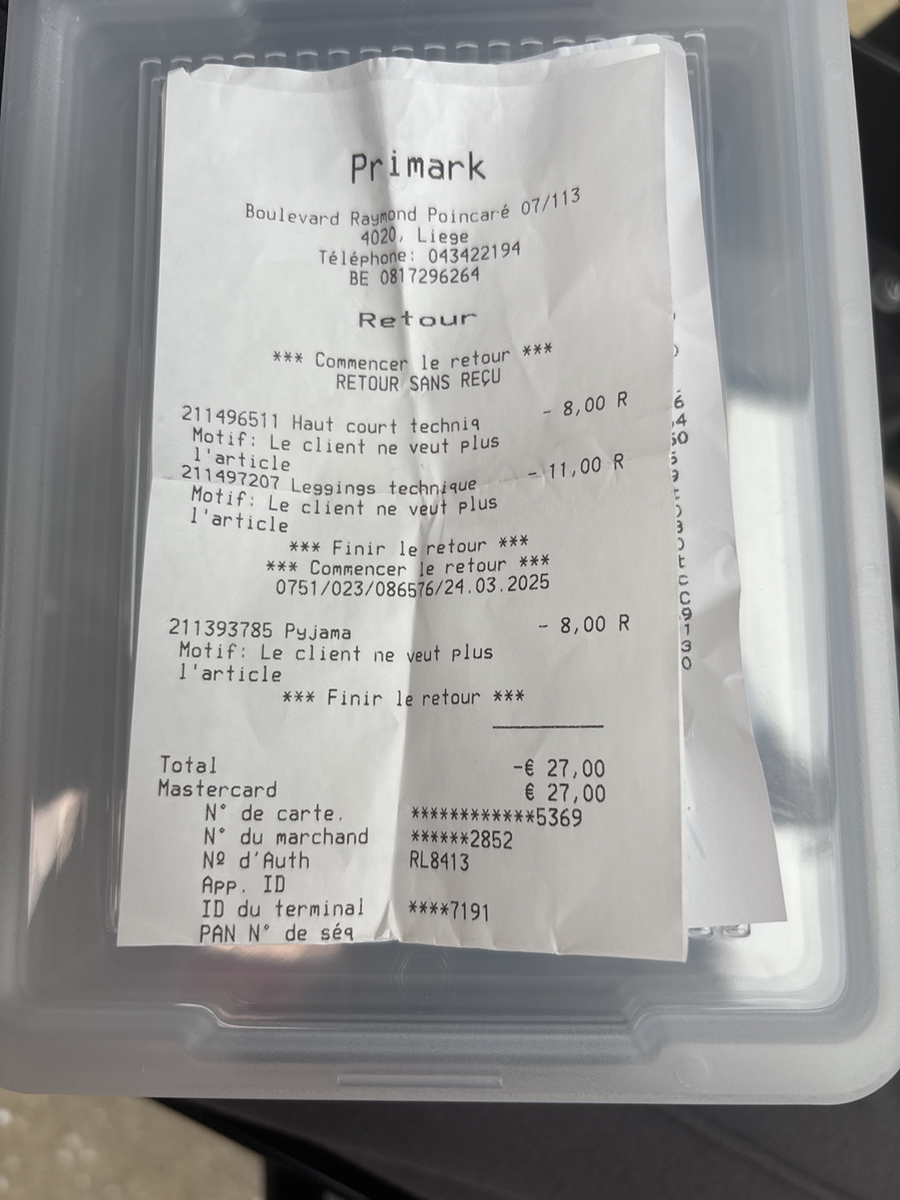 Primark
Boulevard Raymond Poincaré 07/113
4020, Liege
Téléphone: 043422194
BE 0817296264
Retour
*** Commencer le retour ***
RETOUR SANS REÇU
211496511 Haut court techniq - 8,00 R
Motif: Le client ne veut plus
l'article
211497207 Leggings technique - 11,00 R
Motif: Le client ne veut plus
l'article
*** Finir le retour ***
*** Commencer le retour ***
0751/023/086576/24.03.2025
211393785 Pyjama - 8,00 R
Motif: Le client ne veut plus
l'article
*** Finir le retour ***
Total -€ 27,00
Mastercard € 27,00
N° de carte. ************5369
N° du marchand ******2852
Nº d'Auth RL8413
App. ID
ID du terminal ****7191
PAN N° de séq